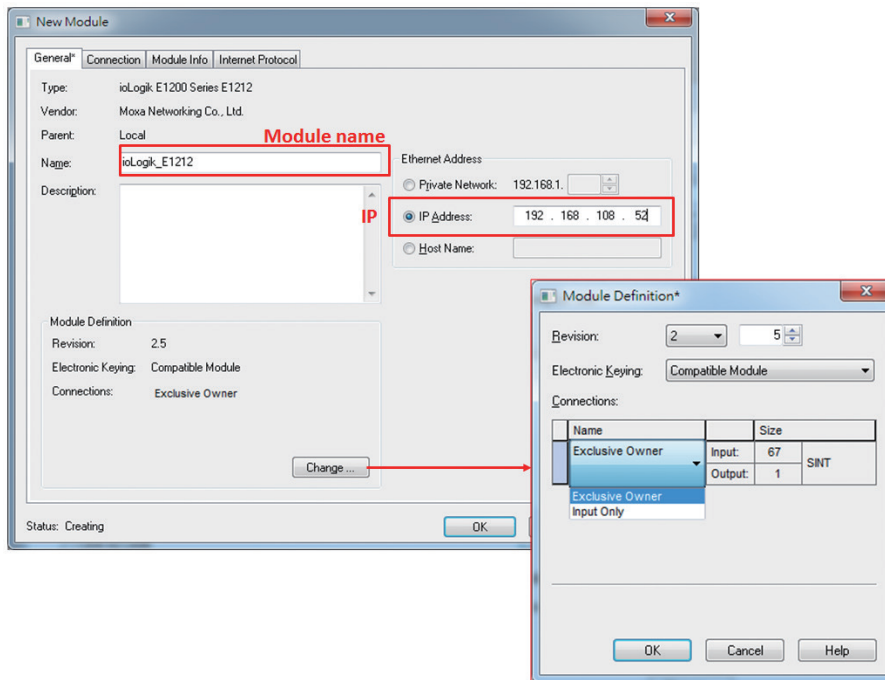 New Module
General* Connection Module Info Internet Protocol
Type: ioLogik E1200 Series E1212
Vendor: Moxa Networking Co., Ltd.
Parent: Local
Module name
Name: ioLogik_E1212
Description:
Ethernet Address
Private Network: 192.168.1.
IP
IP Address: 192 . 168 . 108 . 52
Host Name:
Module Definition
Revision: 2.5
Electronic Keying: Compatible Module
Connections: Exclusive Owner
Change ...
Status: Creating
OK
Module Definition*
Revision: 2 5
Electronic Keying: Compatible Module
Connections:
Name Size
Exclusive Owner Input: 67 SINT
Output: 1
Exclusive Owner
Input Only
OK Cancel Help